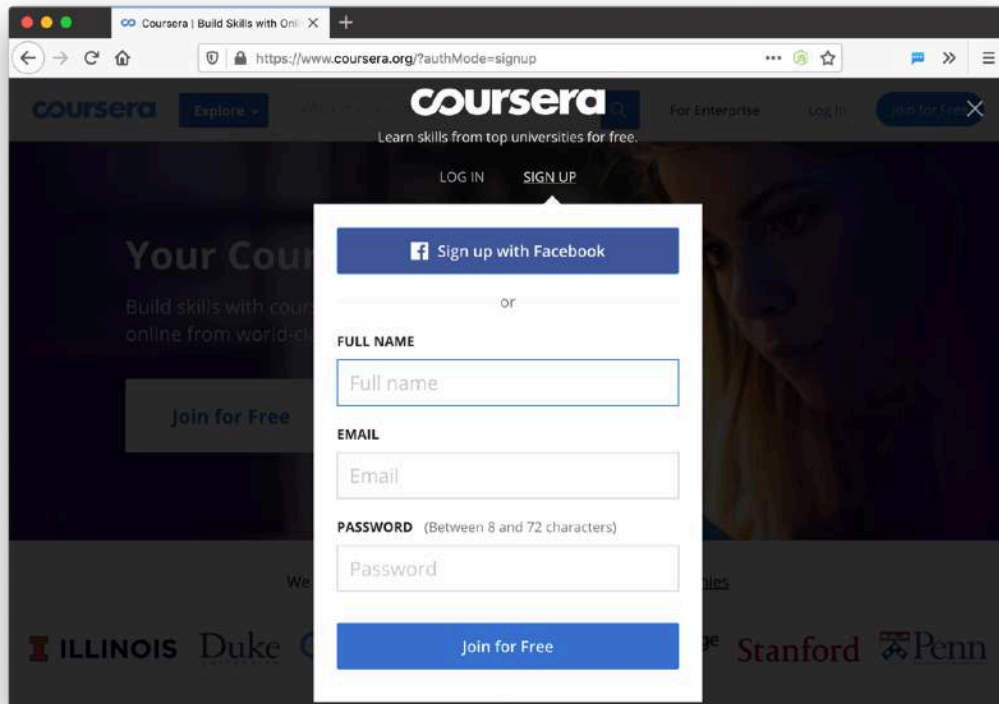 Coursera | Build Skills with Onli
https://www.coursera.org/?authMode=signup
coursera
Explore
For Enterprise
Log In
Join for Free
coursera
Learn skills from top universities for free.
LOG IN
SIGN UP
Your Cour
Build skills with cour
online from world-cl
Join for Free
Sign up with Facebook
or
FULL NAME
Full name
EMAIL
Email
PASSWORD (Between 8 and 72 characters)
Password
Join for Free
We
nies
ILLINOIS
Duke
Stanford
Penn